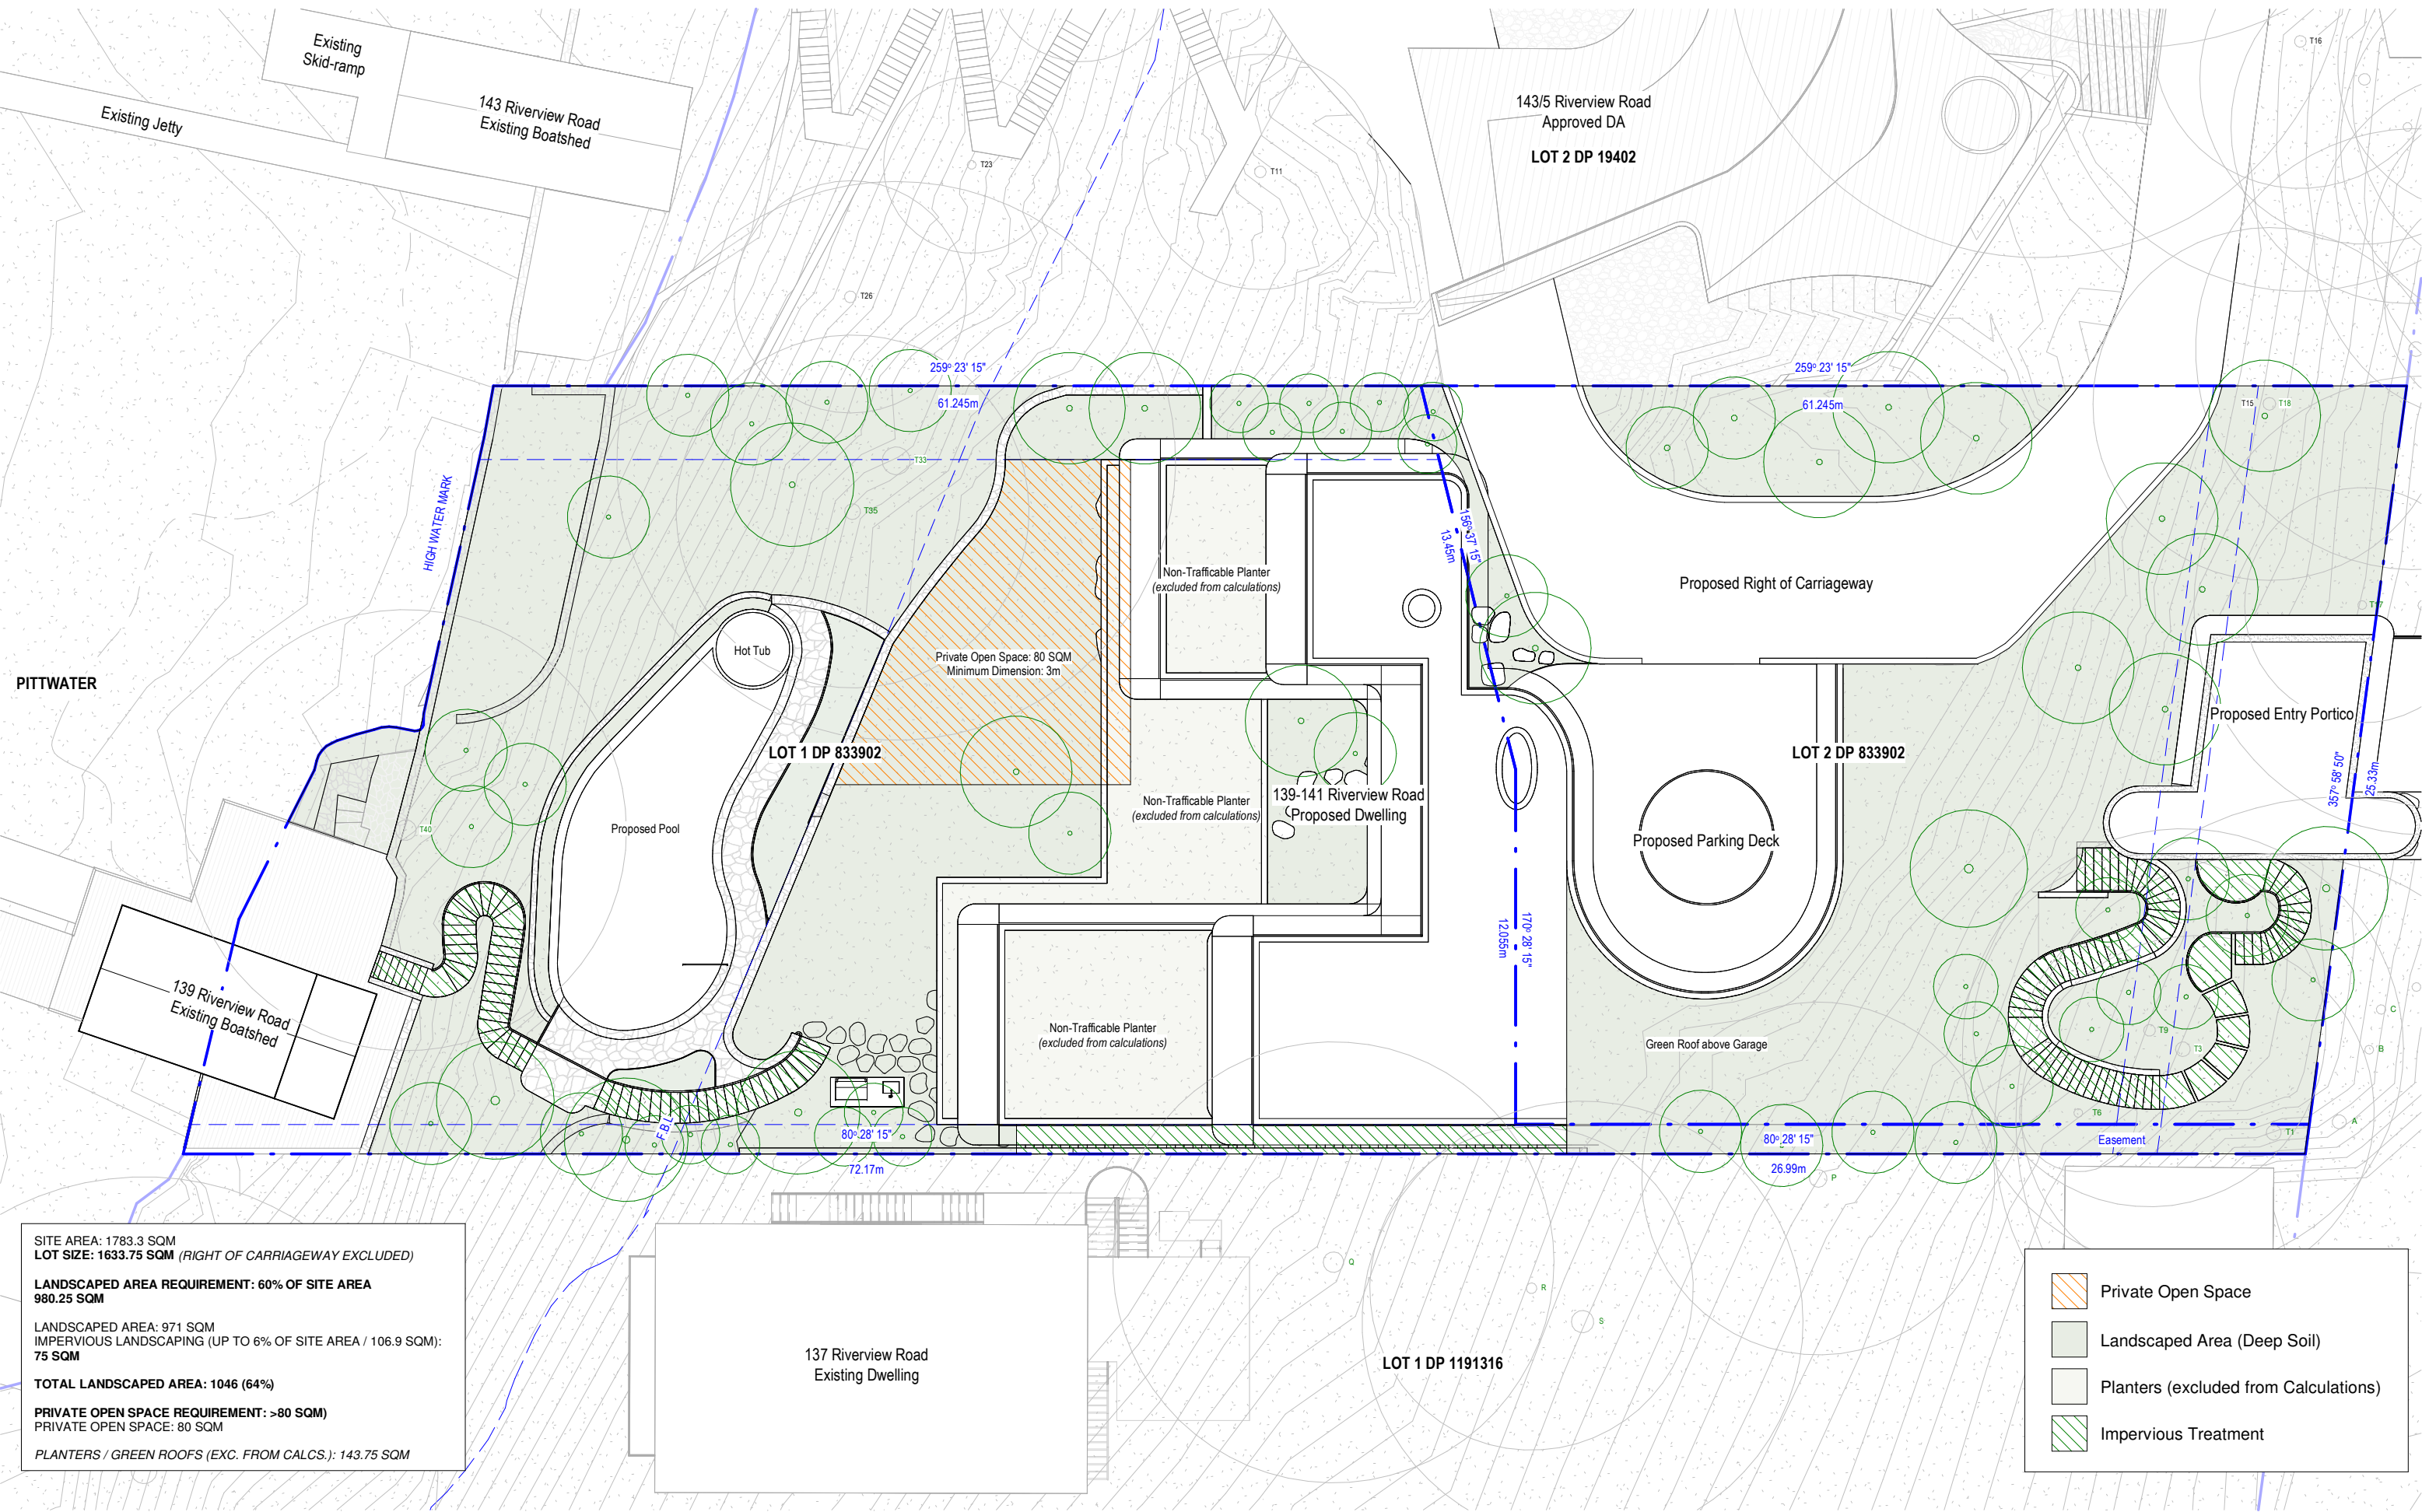 Existing
Skid-ramp
143 Riverview Road
Existing Boatshed
Existing Jetty
143/5 Riverview Road
Approved DA
LOT 2 DP 19402
T16
T23
T11
T26
259° 23' 15"
61.245m
259° 23' 15"
61.245m
T15
T18
T33
T35
HIGH WATER MARK
156° 37' 15"
13.45m
Non-Trafficable Planter
(excluded from calculations)
Proposed Right of Carriageway
T17
Hot Tub
Private Open Space: 80 SQM
Minimum Dimension: 3m
PITTWATER
Proposed Entry Portico
LOT 1 DP 833902
LOT 2 DP 833902
357° 58' 50"
25.33m
139-141 Riverview Road
Proposed Dwelling
Non-Trafficable Planter
(excluded from calculations)
T40
Proposed Pool
Proposed Parking Deck
170° 28' 15"
12.055m
139 Riverview Road
Existing Boatshed
Non-Trafficable Planter
(excluded from calculations)
Green Roof above Garage
T9
T3
C
B
T6
A
T1
F.B.L
80° 28' 15"
72.17m
80° 28' 15"
26.99m
Easement
P
Q
R
S
137 Riverview Road
Existing Dwelling
LOT 1 DP 1191316
SITE AREA: 1783.3 SQM
LOT SIZE: 1633.75 SQM (RIGHT OF CARRIAGEWAY EXCLUDED)
LANDSCAPED AREA REQUIREMENT: 60% OF SITE AREA
980.25 SQM
LANDSCAPED AREA: 971 SQM
IMPERVIOUS LANDSCAPING (UP TO 6% OF SITE AREA / 106.9 SQM):
75 SQM
TOTAL LANDSCAPED AREA: 1046 (64%)
PRIVATE OPEN SPACE REQUIREMENT: >80 SQM)
PRIVATE OPEN SPACE: 80 SQM
PLANTERS / GREEN ROOFS (EXC. FROM CALCS.): 143.75 SQM
Private Open Space
Landscaped Area (Deep Soil)
Planters (excluded from Calculations)
Impervious Treatment